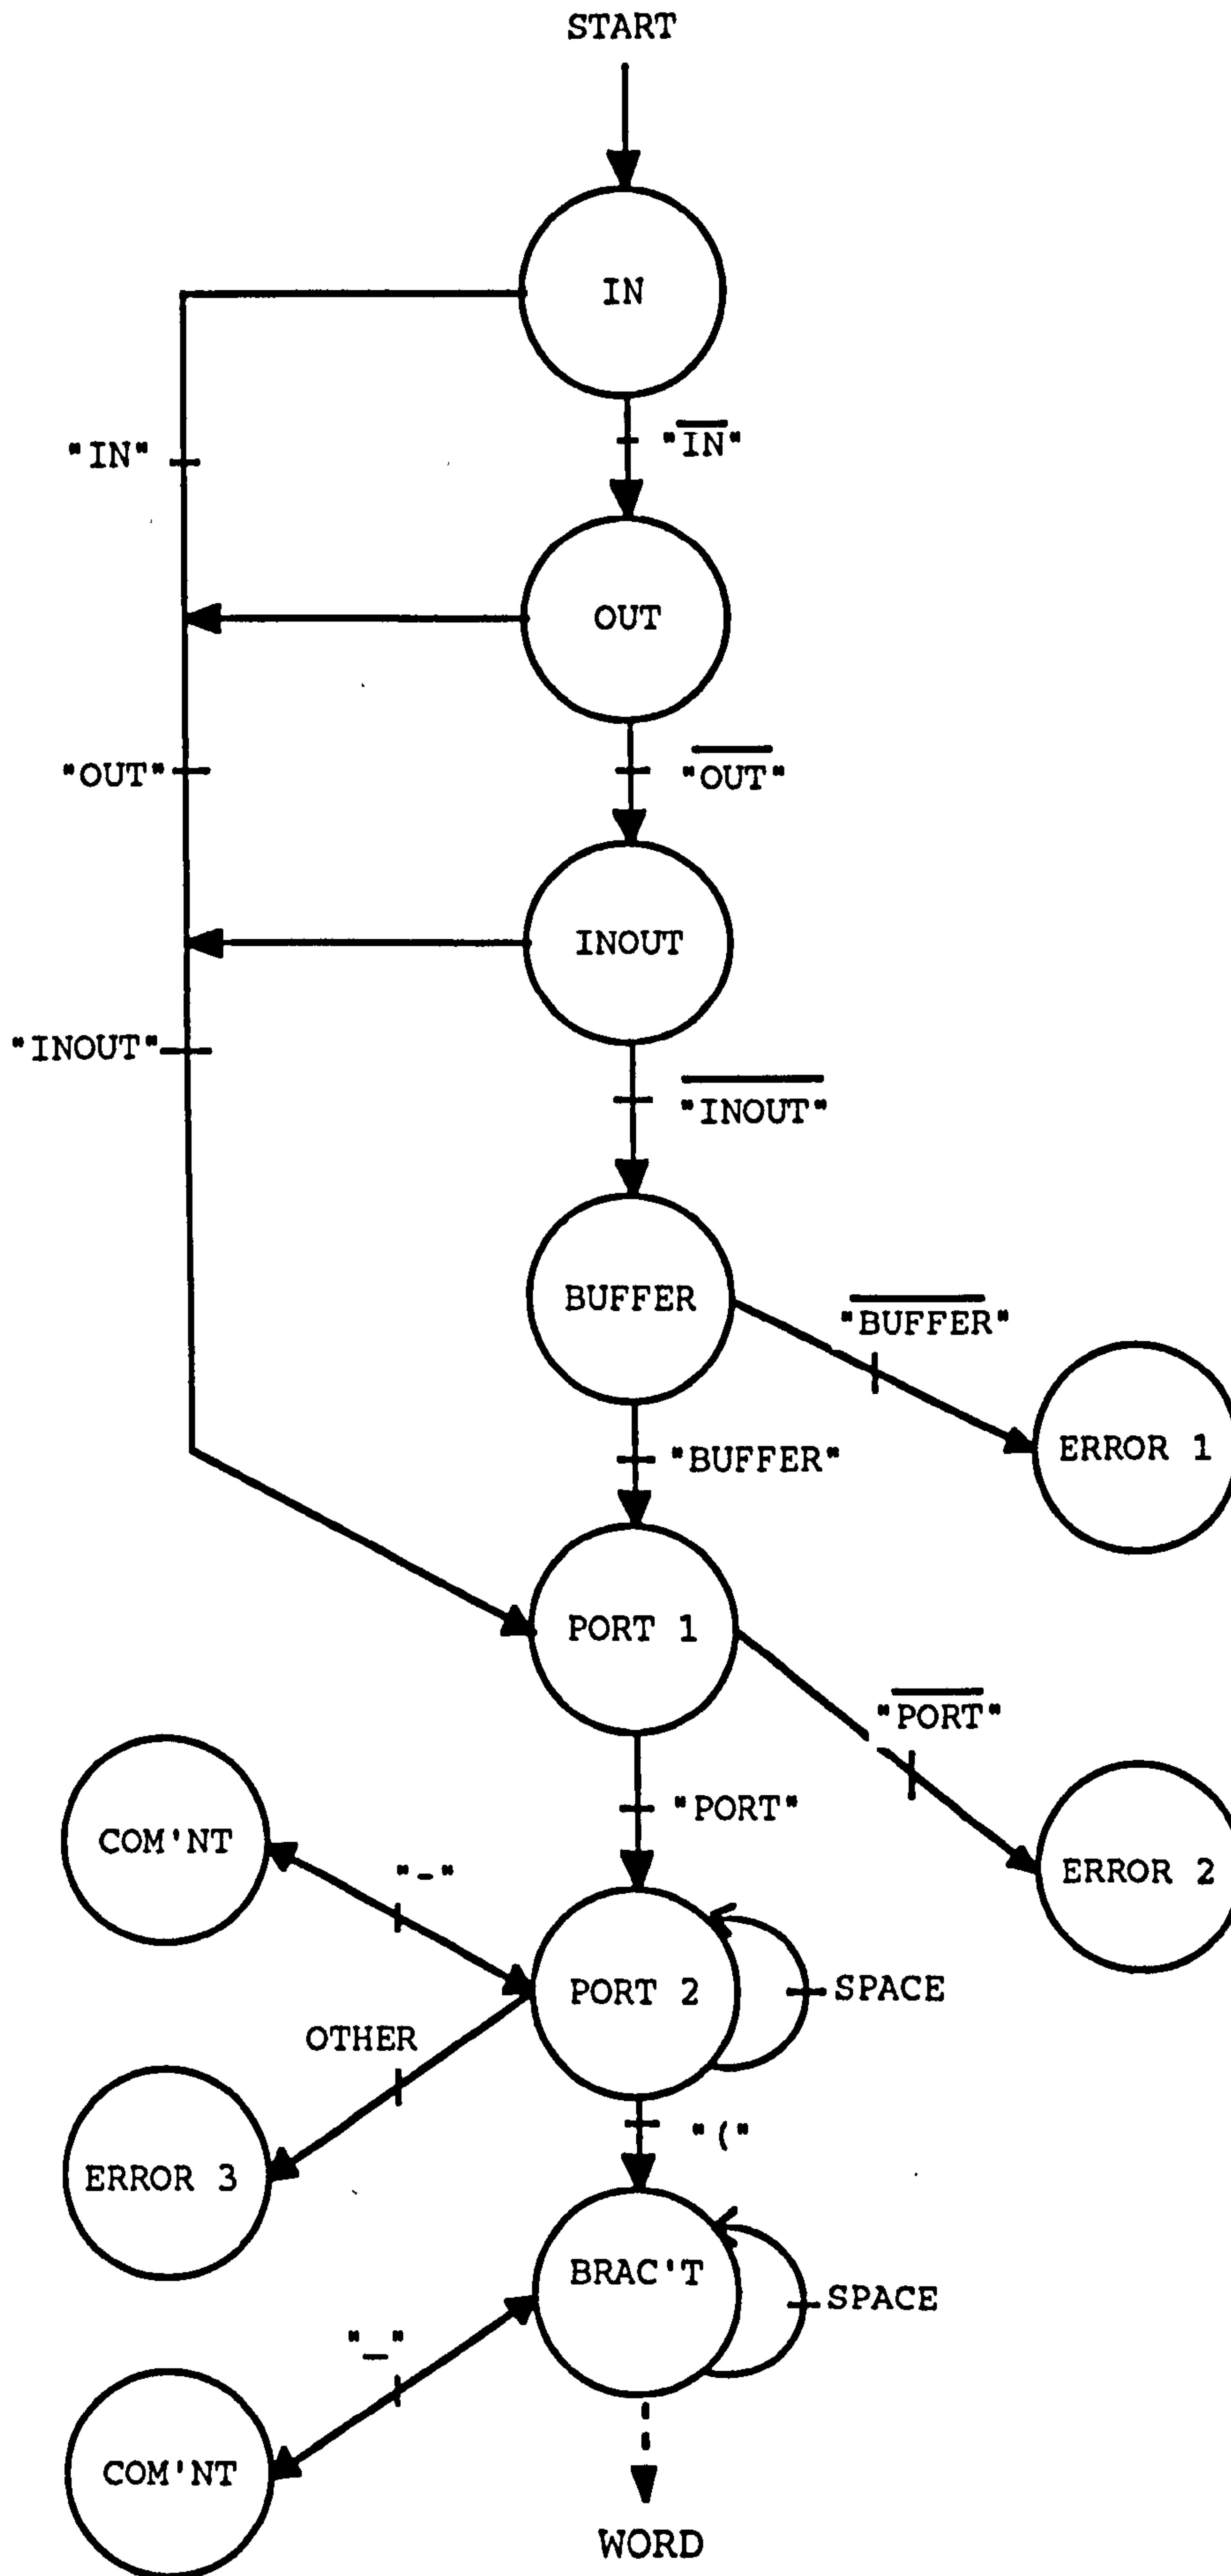 START
IN
"IN"
"IN"
OUT
"OUT"
"OUT"
INOUT
"INOUT"
"INOUT"
BUFFER
"BUFFER"
"BUFFER"
ERROR 1
PORT 1
"PORT"
"PORT"
COM'NT
"-"
ERROR 2
PORT 2
SPACE
OTHER
"("
ERROR 3
BRAC'T
SPACE
"_"
COM'NT
WORD